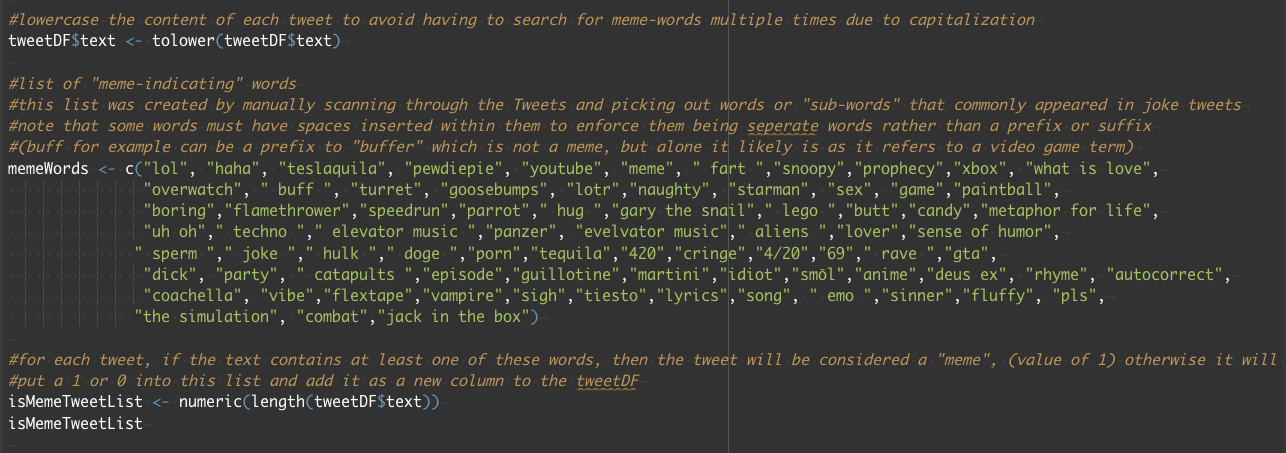 #lowercase the content of each tweet to avoid having to search for meme-words multiple times due to capitalization
tweetDF$text <- tolower(tweetDF$text)
#list of "meme-indicating" words
#this list was created by manually scanning through the Tweets and picking out words or "sub-words" that commonly appeared in joke tweets
#note that some words must have spaces inserted within them to enforce them being seperate words rather than a prefix or suffix
#(buff for example can be a prefix to "buffer" which is not a meme, but alone it likely is as it refers to a video game term)
memeWords <- c("lol", "haha", "teslaquila", "pewdiepie", "youtube", "meme", " fart ","snoopy","prophecy","xbox", "what is love",
"overwatch", " buff ", "turret", "goosebumps", "lotr","naughty", "starman", "sex", "game","paintball",
"boring","flamethrower","speedrun","parrot"," hug ","gary the snail"," lego ","butt","candy","metaphor for life",
"uh oh"," techno "," elevator music ","panzer", "evelvator music"," aliens ","lover","sense of humor",
" sperm "," joke "," hulk "," doge ","porn","tequila","420","cringe","4/20","69"," rave ","gta",
"dick", "party", " catapults ","episode","guillotine","martini","idiot","smōl","anime","deus ex", "rhyme", "autocorrect",
"coachella", "vibe","flextape","vampire","sigh","tiesto","lyrics","song", " emo ","sinner","fluffy", "pls",
"the simulation", "combat","jack in the box")
#for each tweet, if the text contains at least one of these words, then the tweet will be considered a "meme", (value of 1) otherwise it will
#put a 1 or 0 into this list and add it as a new column to the tweetDF
isMemeTweetList <- numeric(length(tweetDF$text))
isMemeTweetList